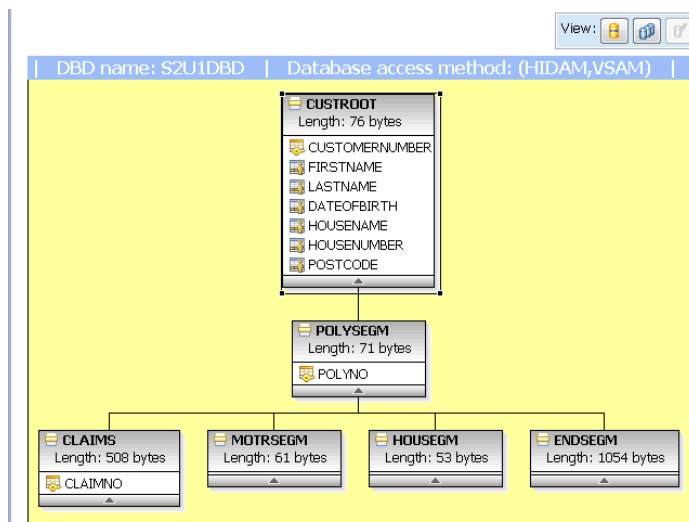 View:
| DBD name: S2U1DBD | Database access method: (HIDAM,VSAM) |
CUSTROOT
Length: 76 bytes
CUSTOMERNUMBER
FIRSTNAME
LASTNAME
DATEOFBIRTH
HOUSENAME
HOUSENUMBER
POSTCODE
POLYSEGM
Length: 71 bytes
POLYNO
CLAIMS
Length: 508 bytes
CLAIMNO
MOTRSEGM
Length: 61 bytes
HOUSEGM
Length: 53 bytes
ENDSEGM
Length: 1054 bytes